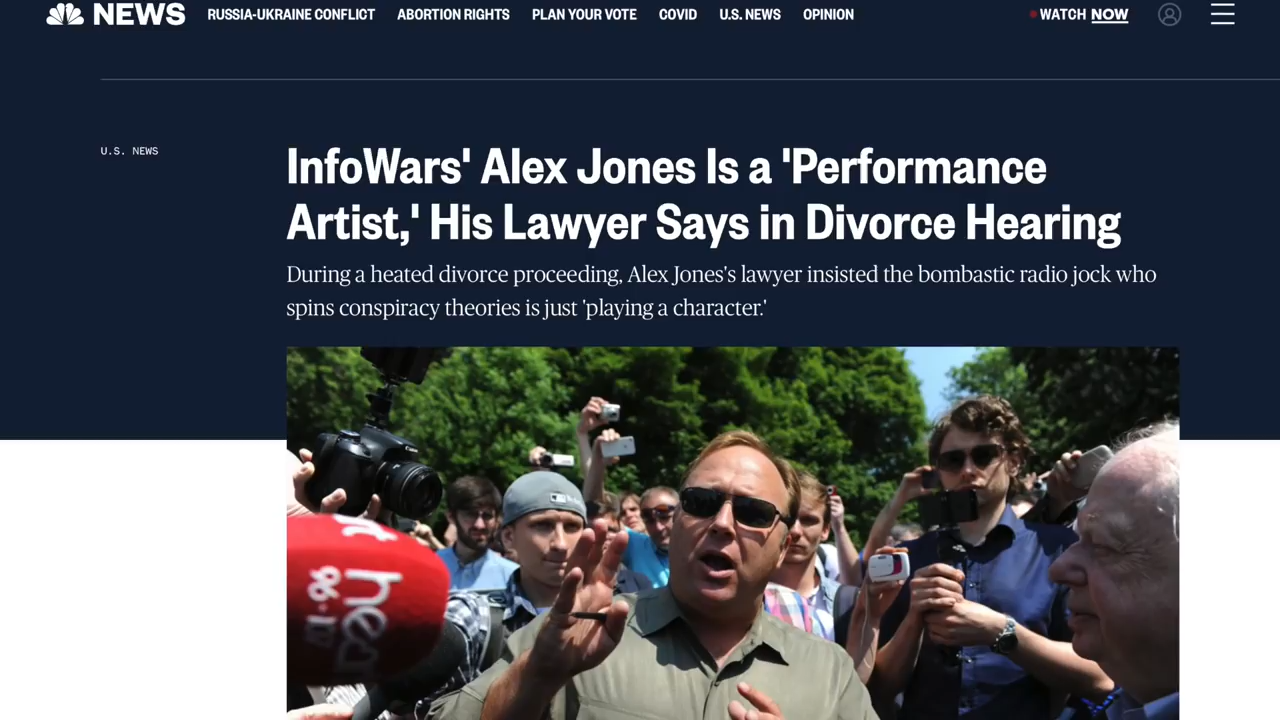 NEWS
RUSSIA-UKRAINE CONFLICT
ABORTION RIGHTS
PLAN YOUR VOTE
COVID
U.S. NEWS
OPINION
WATCH NOW
U.S. NEWS
InfoWars' Alex Jones Is a 'Performance
Artist,' His Lawyer Says in Divorce Hearing
During a heated divorce proceeding, Alex Jones's lawyer insisted the bombastic radio jock who
spins conspiracy theories is just 'playing a character.'
Canon